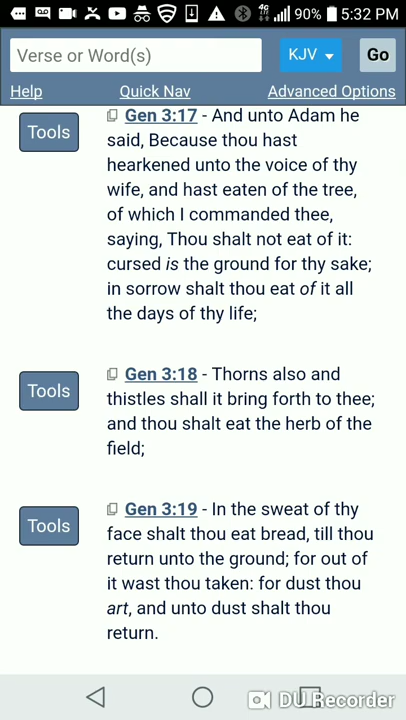 90% 5:32 PM
Verse or Word(s) KJV Go
Help Quick Nav Advanced Options
Tools Gen 3:17 - And unto Adam he
said, Because thou hast
hearkened unto the voice of thy
wife, and hast eaten of the tree,
of which I commanded thee,
saying, Thou shalt not eat of it:
cursed is the ground for thy sake;
in sorrow shalt thou eat of it all
the days of thy life;
Tools Gen 3:18 - Thorns also and
thistles shall it bring forth to thee;
and thou shalt eat the herb of the
field;
Tools Gen 3:19 - In the sweat of thy
face shalt thou eat bread, till thou
return unto the ground; for out of
it wast thou taken: for dust thou
art, and unto dust shalt thou
return.
DU Recorder